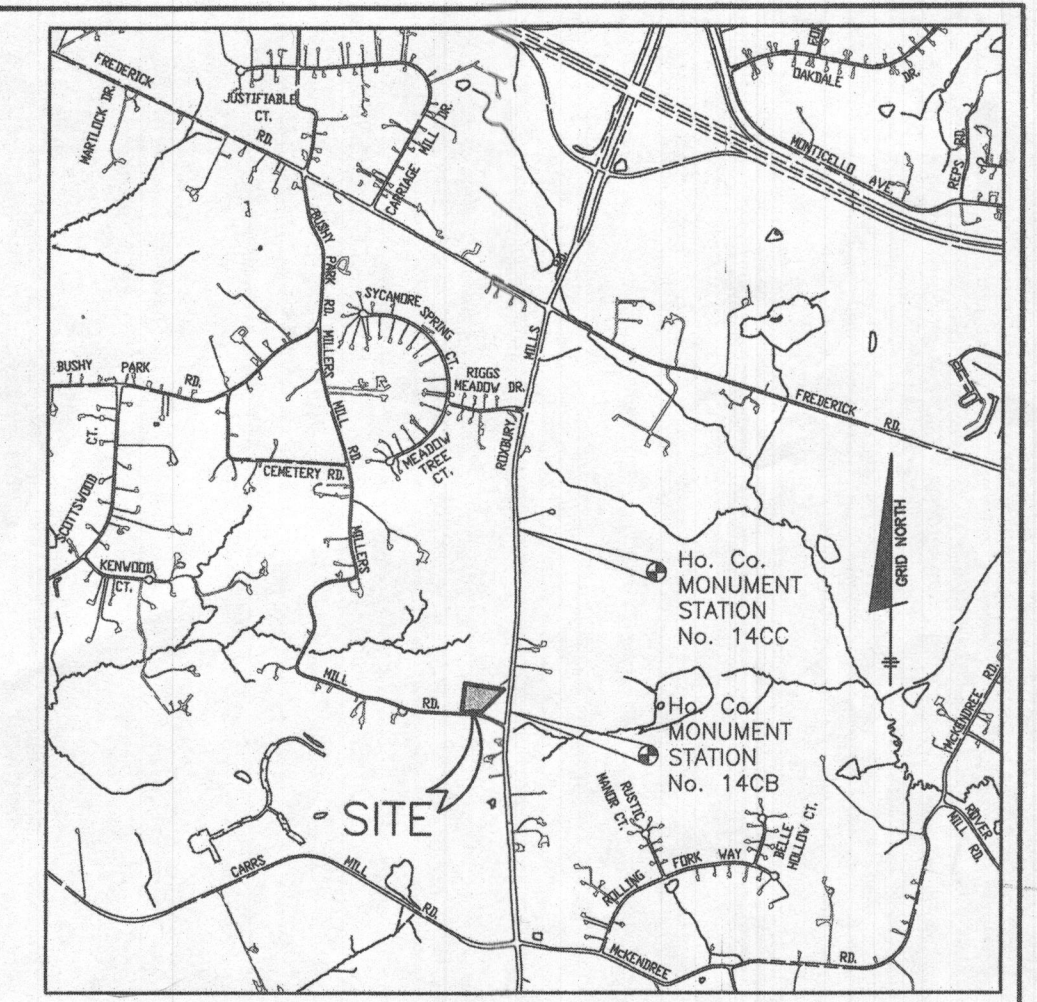 FREDERICK
RD.
MARTLOCK DR.
JUSTIFIABLE
CT.
CARRIAGE
MILL
DR.
OAKDALE
DR.
MONTICELLO
AVE.
REPS RD.
BUSHY
PARK
RD.
SYCAMORE
SPRING
CT.
MILLERS
MILL
RD.
RIGGS
MEADOW DR.
ROXBURY
MILLS
RD.
BUSHY
PARK
RD.
FREDERICK
RD.
MEADOW
TREE
CT.
CEMETERY RD.
SCOTTSWOOD
CT.
KENWOOD
CT.
MILLERS
MILL
RD.
GRID NORTH
Ho. Co.
MONUMENT
STATION
No. 14CC
Ho. Co.
MONUMENT
STATION
No. 14CB
SITE
McKENDREE RD.
RIOVER
MILL
RD.
RUSTIC
MANOR CT.
BELLE
HOLLOW CT.
ROLLING
FORK
WAY
CARRS
MILL
RD.
McKENDREE
RD.